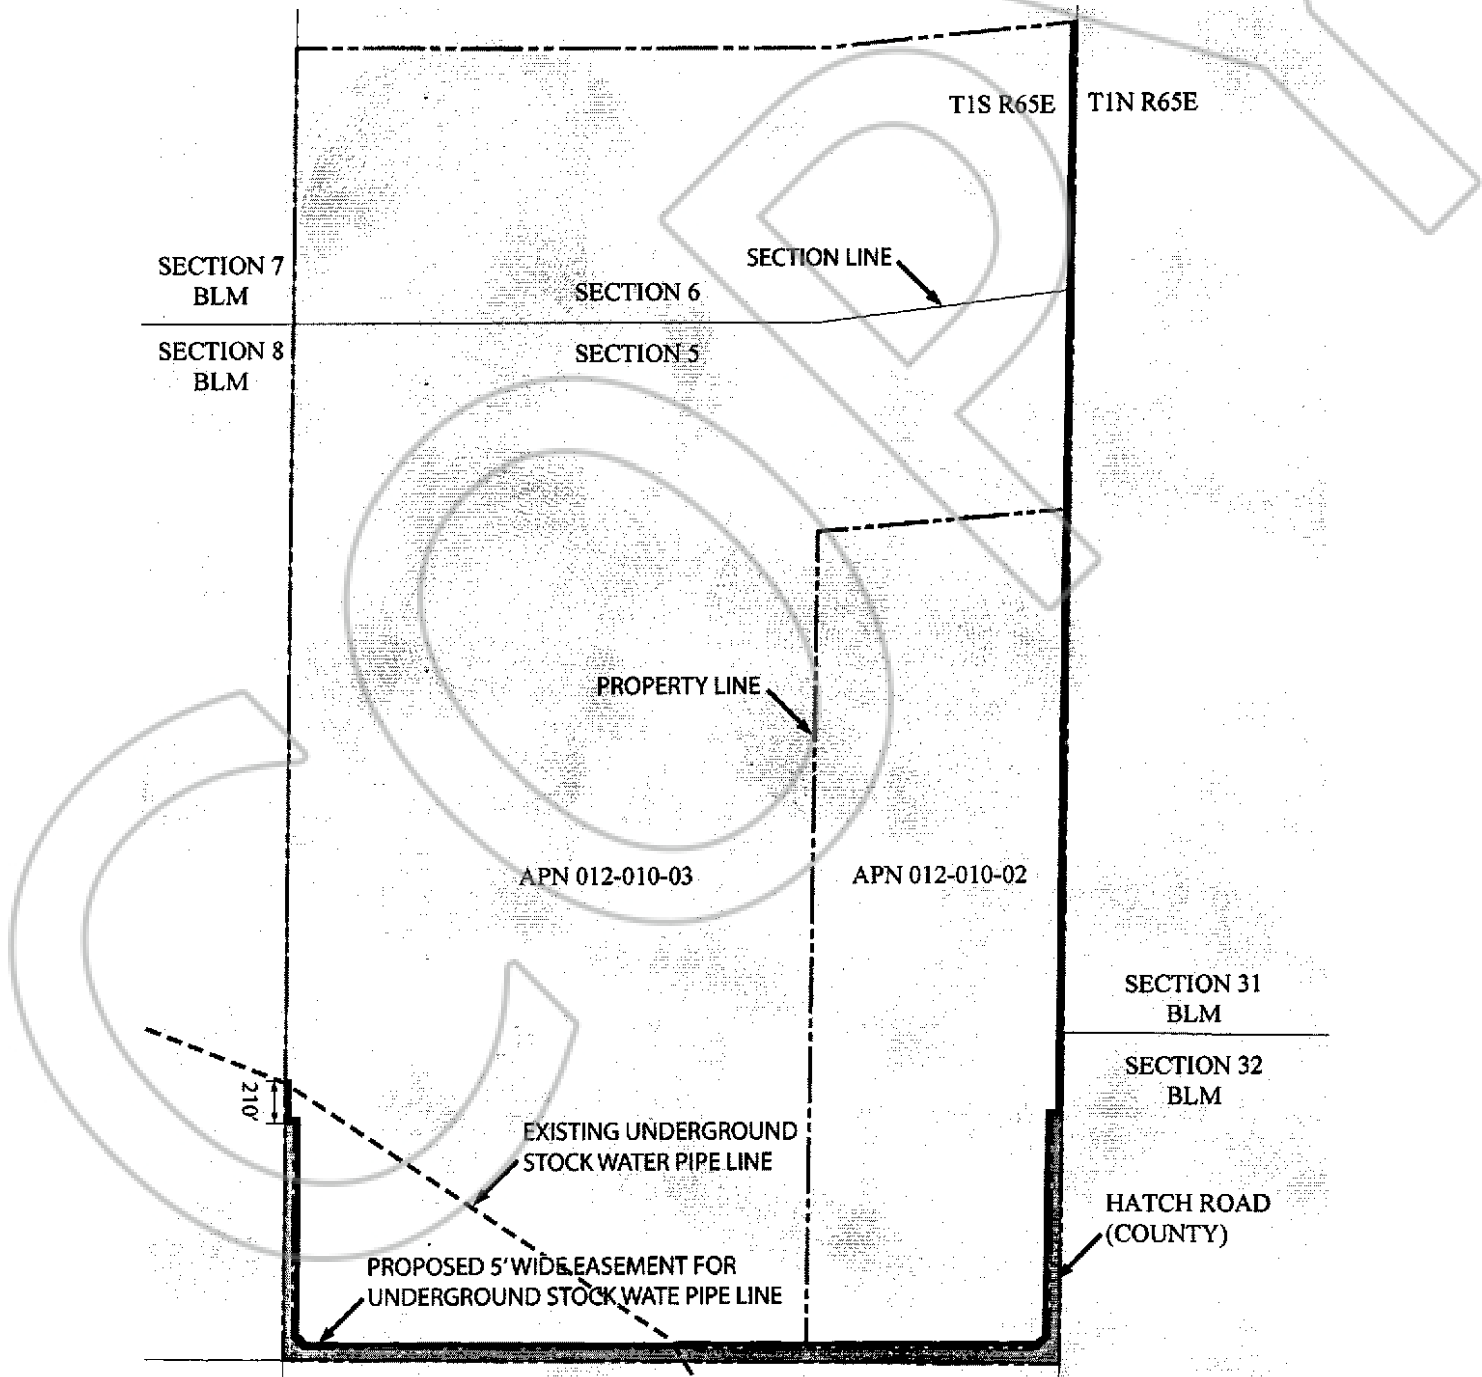 T1S R65E
T1N R65E
SECTION 7
BLM
SECTION LINE
SECTION 6
SECTION 8
BLM
SECTION 5
PROPERTY LINE
APN 012-010-03
APN 012-010-02
SECTION 31
BLM
SECTION 32
BLM
210'
EXISTING UNDERGROUND
STOCK WATER PIPE LINE
HATCH ROAD
(COUNTY)
PROPOSED 5' WIDE EASEMENT FOR
UNDERGROUND STOCK WATE PIPE LINE
COPY